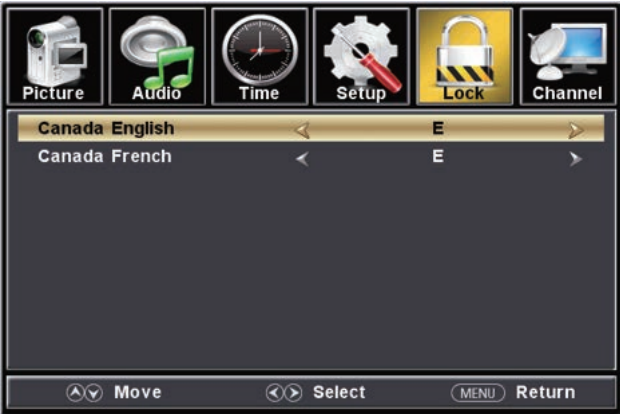 Picture Audio Time Setup Lock Channel
Canada English E
Canada French E
Move Select MENU Return